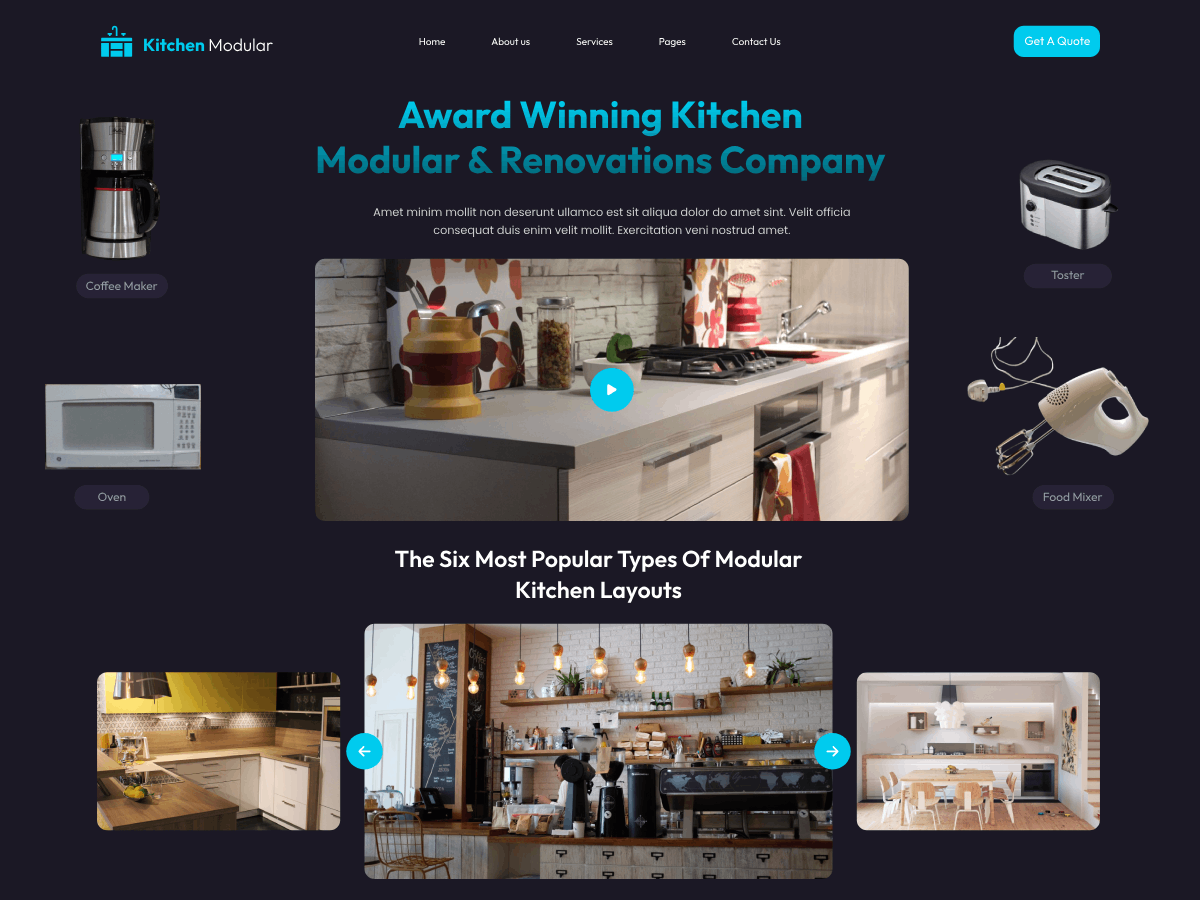 Kitchen Modular
Home
About us
Services
Pages
Contact Us
Get A Quote
Award Winning Kitchen
Modular & Renovations Company
Amet minim mollit non deserunt ullamco est sit aliqua dolor do amet sint. Velit officia
consequat duis enim velit mollit. Exercitation veni nostrud amet.
Coffee Maker
Toster
Oven
Food Mixer
The Six Most Popular Types Of Modular
Kitchen Layouts